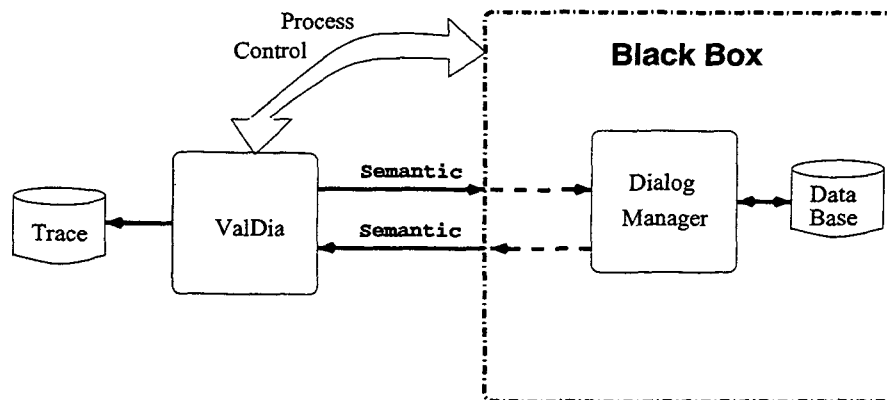 Process
Control
Black Box
Semantic
Semantic
Trace
ValDia
Dialog
Manager
Data
Base